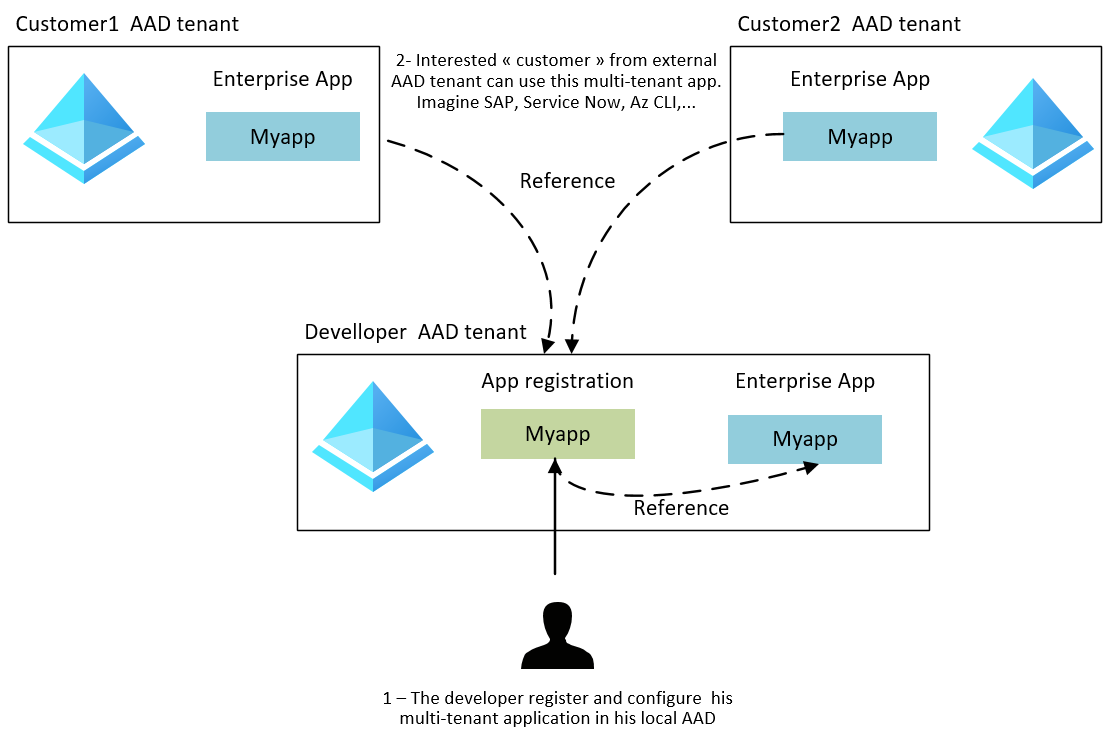 Customer1 AAD tenant
Customer2 AAD tenant
Enterprise App
Myapp
2- Interested « customer » from external
AAD tenant can use this multi-tenant app.
Imagine SAP, Service Now, Az CLI,...
Enterprise App
Myapp
Reference
Develloper AAD tenant
App registration
Myapp
Enterprise App
Myapp
Reference
1 – The developer register and configure his
multi-tenant application in his local AAD